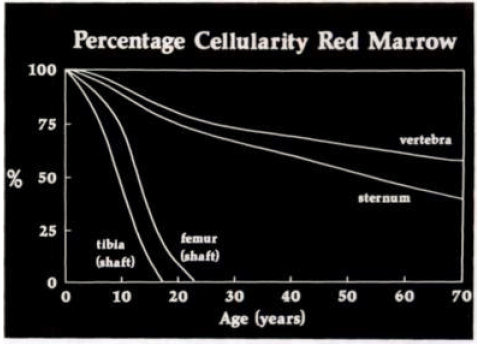 Percentage Cellularity Red Marrow
100
75
50
25
0
%
vertebra
sternum
tibia
(shaft)
femur
(shaft)
0 10 20 30 40 50 60 70
Age (years)